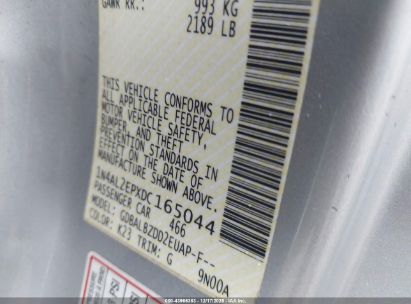 GAWR RR.: 993 KG
2189 LB
THIS VEHICLE CONFORMS TO
ALL APPLICABLE FEDERAL
MOTOR VEHICLE SAFETY,
BUMPER, AND THEFT
PREVENTION STANDARDS IN
EFFECT ON THE DATE OF
MANUFACTURE SHOWN ABOVE.
1N4AL2EPXDC165044
PASSENGER CAR 466
MODEL: GDBALBZDD2EUAP-F--
COLOR: K23 TRIM: G 9N00A